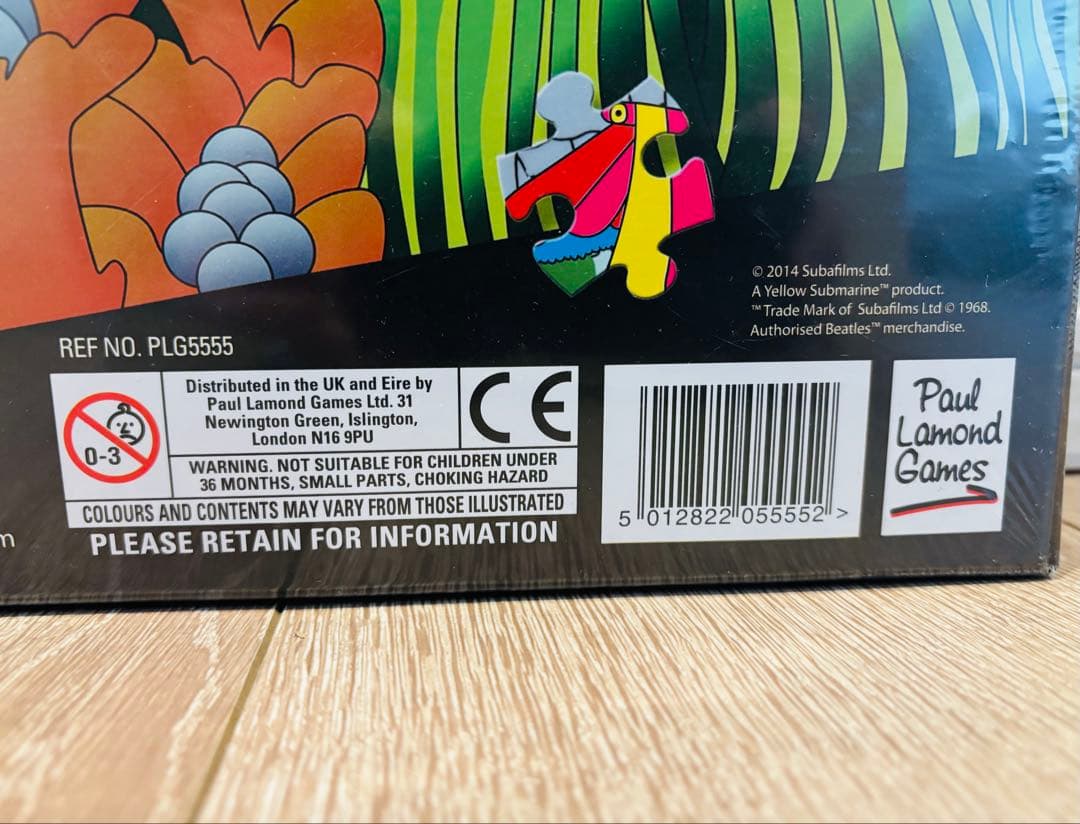 © 2014 Subafilms Ltd.
A Yellow Submarine™ product.
™ Trade Mark of Subafilms Ltd © 1968.
Authorised Beatles™ merchandise.
REF NO. PLG5555
0-3
Distributed in the UK and Eire by
Paul Lamond Games Ltd. 31
Newington Green, Islington,
London N16 9PU
CE
WARNING. NOT SUITABLE FOR CHILDREN UNDER
36 MONTHS, SMALL PARTS, CHOKING HAZARD
COLOURS AND CONTENTS MAY VARY FROM THOSE ILLUSTRATED
PLEASE RETAIN FOR INFORMATION
5 012822 055552 >
Paul
Lamond
Games
m